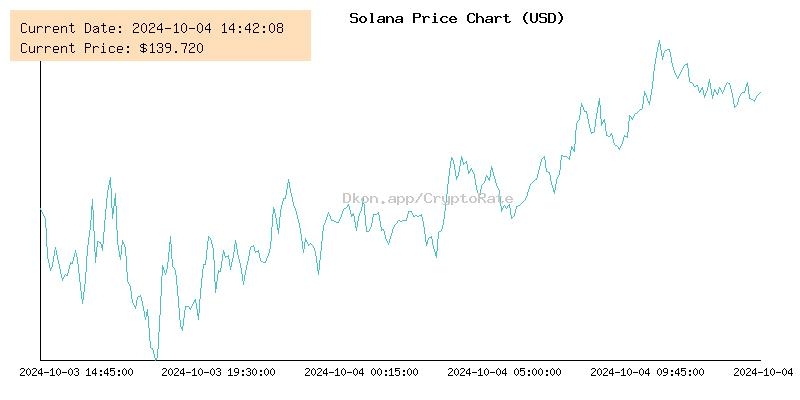 Solana Price Chart (USD)
Current Date: 2024-10-04 14:42:08
Current Price: $139.720
Dkon.app/CryptoRate
2024-10-03 14:45:00 2024-10-03 19:30:00 2024-10-04 00:15:00 2024-10-04 05:00:00 2024-10-04 09:45:00 2024-10-04